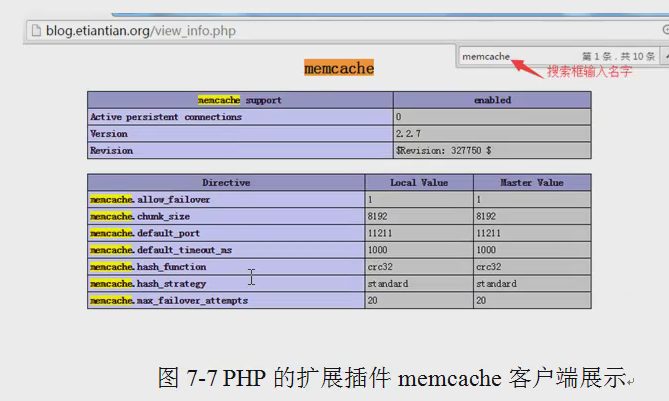 blog.etiantian.org/view_info.php
memcache 第 1 条，共 10 条
搜索框输入名字
memcache
memcache support enabled
Active persistent connections 0
Version 2.2.7
Revision $Revision: 327750 $
Directive Local Value Master Value
memcache.allow_failover 1 1
memcache.chunk_size 8192 8192
memcache.default_port 11211 11211
memcache.default_timeout_ms 1000 1000
memcache.hash_function crc32 crc32
memcache.hash_strategy standard standard
memcache.max_failover_attempts 20 20
图 7-7 PHP 的扩展插件 memcache 客户端展示